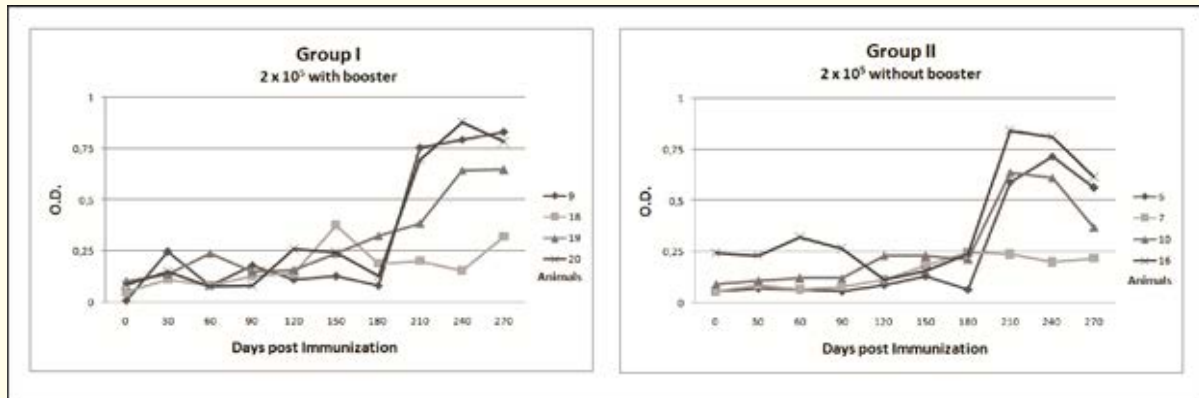 Group I
2 x 10⁵ with booster
1
0,75
0,5
0,25
0
O.D.
0 30 60 90 120 150 180 210 240 270
Days post Immunization
9
18
19
20
Animals
Group II
2 x 10⁵ without booster
1
0,75
0,5
0,25
0
O.D.
0 30 60 90 120 150 180 210 240 270
Days post Immunization
7
10
16
Animals